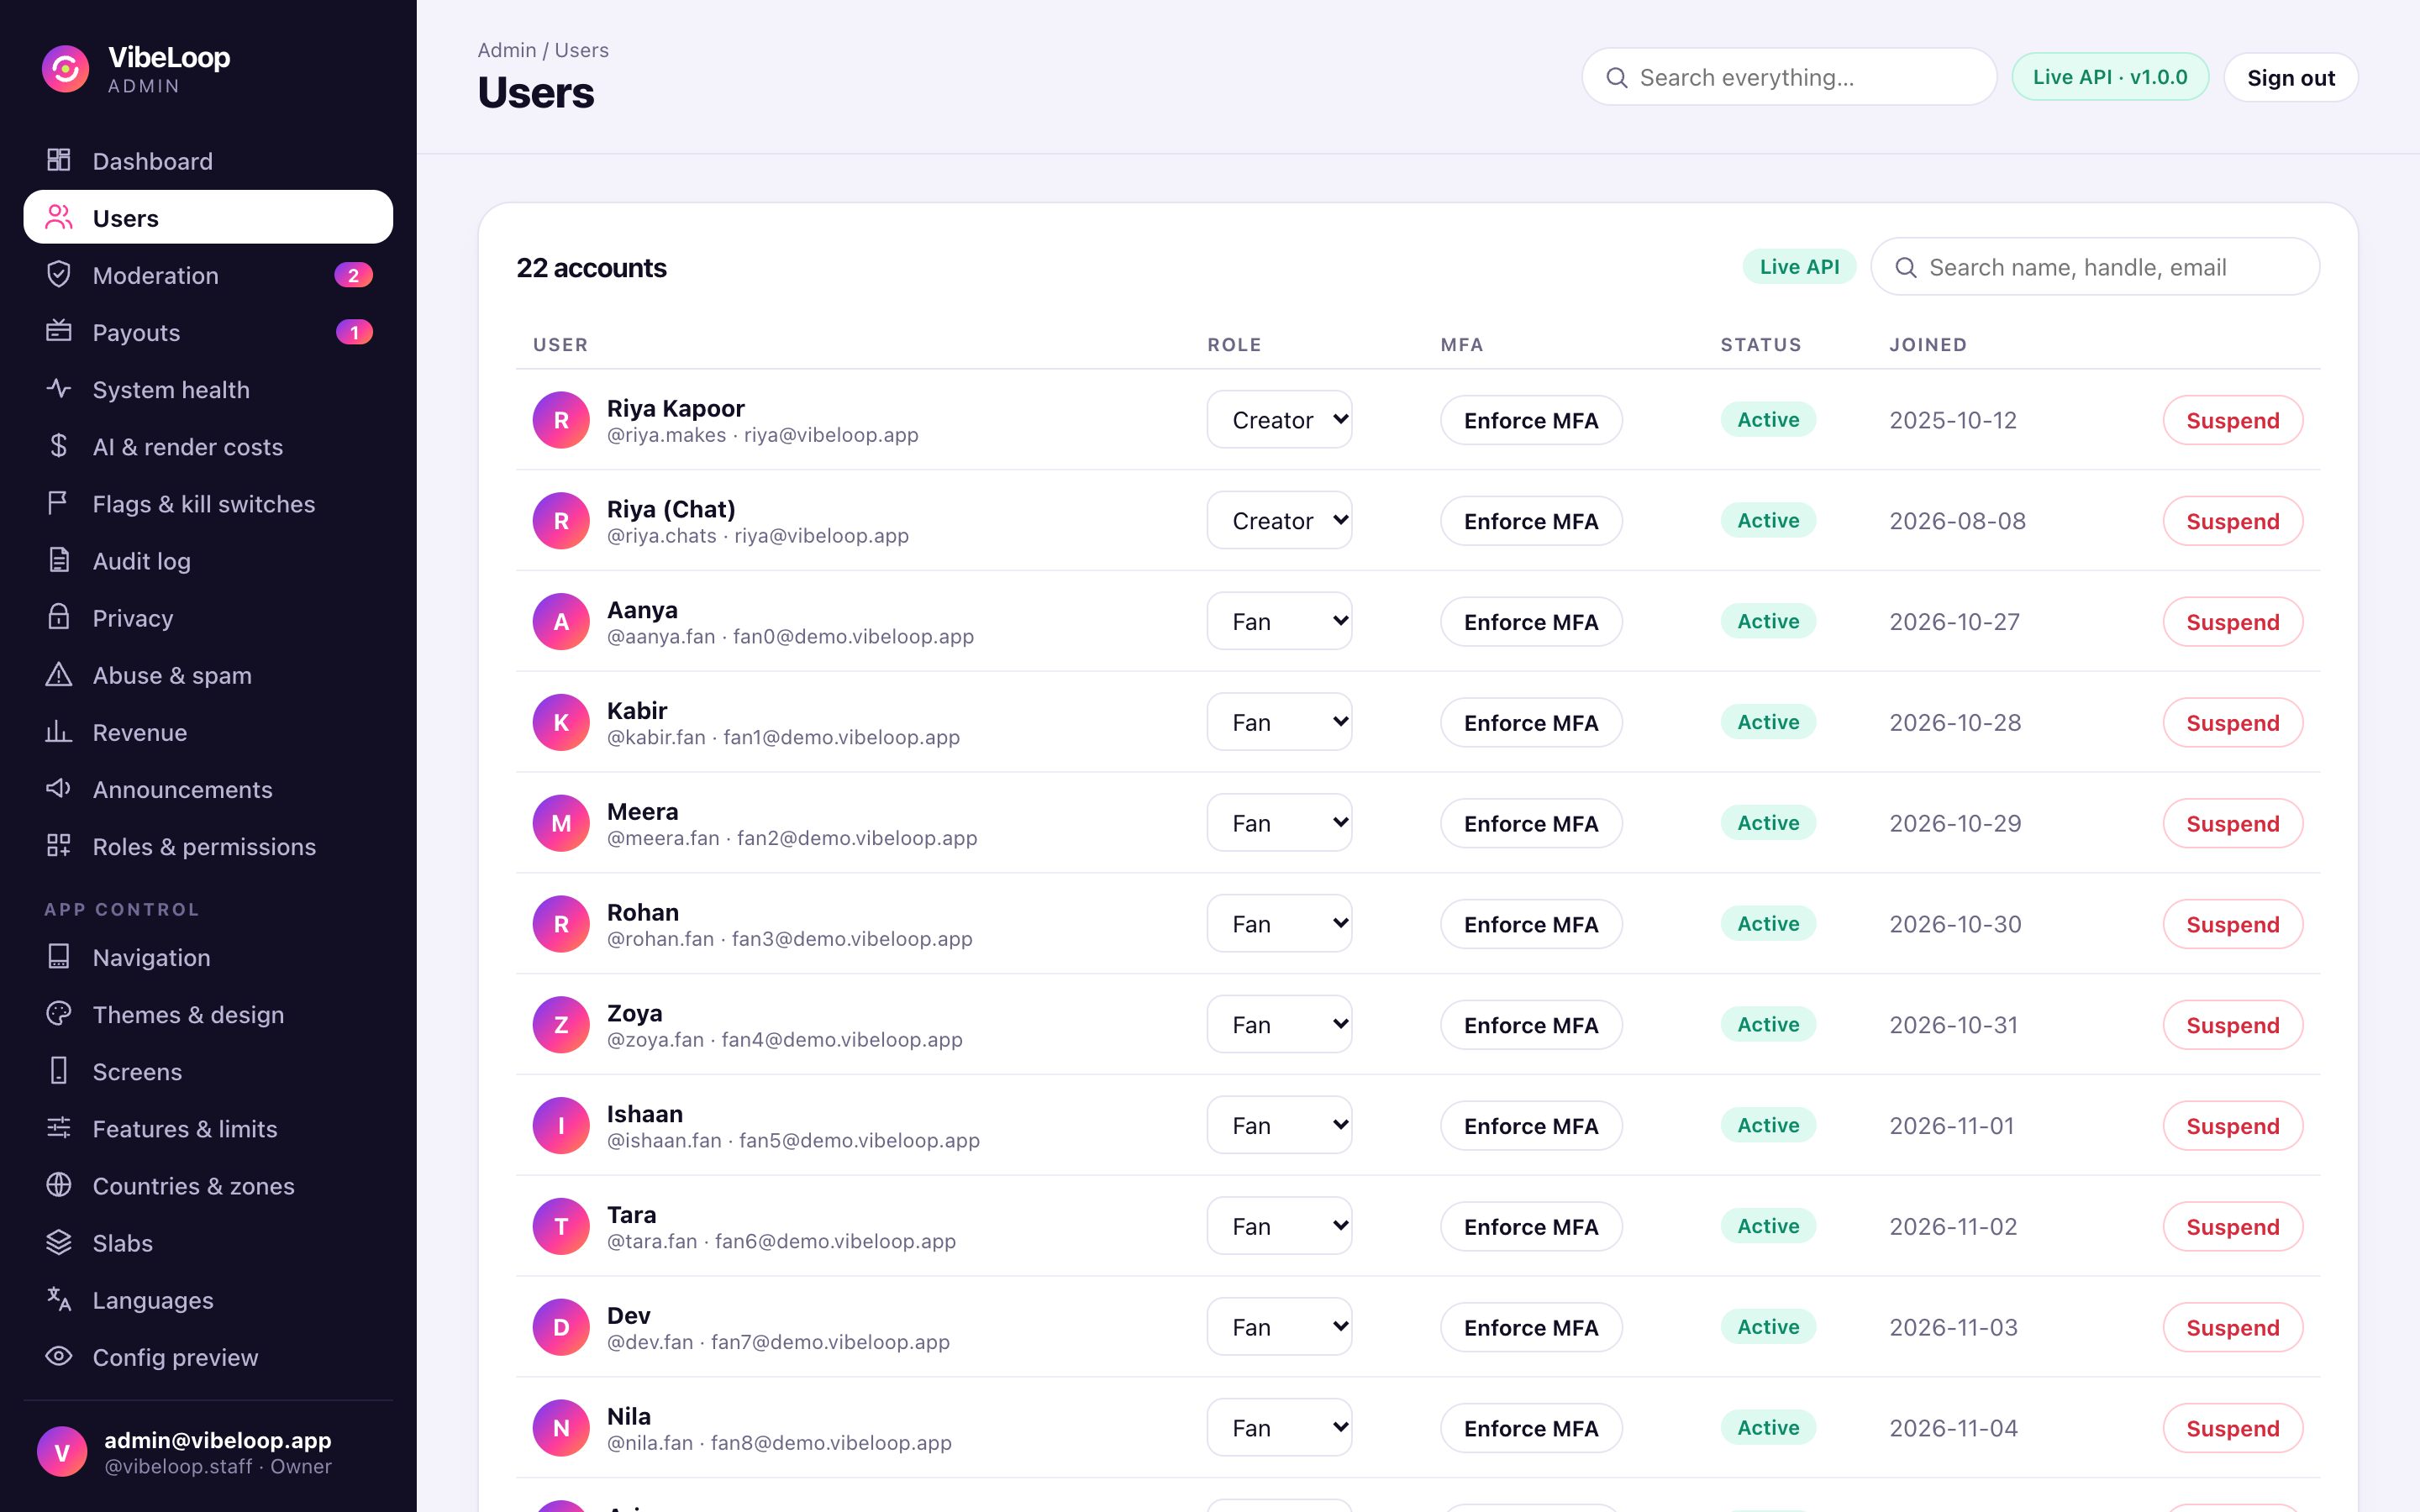 VibeLoop
ADMIN
Dashboard
Users
Moderation 2
Payouts 1
System health
AI & render costs
Flags & kill switches
Audit log
Privacy
Abuse & spam
Revenue
Announcements
Roles & permissions
APP CONTROL
Navigation
Themes & design
Screens
Features & limits
Countries & zones
Slabs
Languages
Config preview
V
admin@vibeloop.app
@vibeloop.staff · Owner
Admin / Users
Users
Search everything...
Live API · v1.0.0
Sign out
22 accounts
Live API
Search name, handle, email
USER ROLE MFA STATUS JOINED
R Riya Kapoor Creator Enforce MFA Active 2025-10-12 Suspend
@riya.makes · riya@vibeloop.app
R Riya (Chat) Creator Enforce MFA Active 2026-08-08 Suspend
@riya.chats · riya@vibeloop.app
A Aanya Fan Enforce MFA Active 2026-10-27 Suspend
@aanya.fan · fan0@demo.vibeloop.app
K Kabir Fan Enforce MFA Active 2026-10-28 Suspend
@kabir.fan · fan1@demo.vibeloop.app
M Meera Fan Enforce MFA Active 2026-10-29 Suspend
@meera.fan · fan2@demo.vibeloop.app
R Rohan Fan Enforce MFA Active 2026-10-30 Suspend
@rohan.fan · fan3@demo.vibeloop.app
Z Zoya Fan Enforce MFA Active 2026-10-31 Suspend
@zoya.fan · fan4@demo.vibeloop.app
I Ishaan Fan Enforce MFA Active 2026-11-01 Suspend
@ishaan.fan · fan5@demo.vibeloop.app
T Tara Fan Enforce MFA Active 2026-11-02 Suspend
@tara.fan · fan6@demo.vibeloop.app
D Dev Fan Enforce MFA Active 2026-11-03 Suspend
@dev.fan · fan7@demo.vibeloop.app
N Nila Fan Enforce MFA Active 2026-11-04 Suspend
@nila.fan · fan8@demo.vibeloop.app